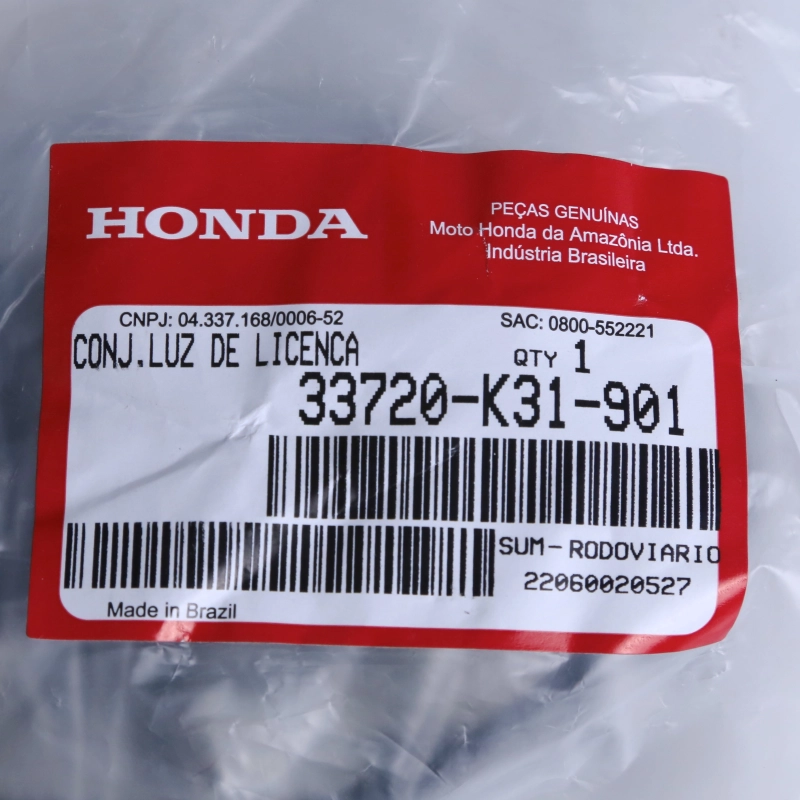 HONDA
PEÇAS GENUÍNAS
Moto Honda da Amazônia Ltda.
Indústria Brasileira
CNPJ: 04.337.168/0006-52
SAC: 0800-552221
CONJ.LUZ DE LICENCA
QTY 1
33720-K31-901
SUM-RODOVIARIO
22060020527
Made in Brazil